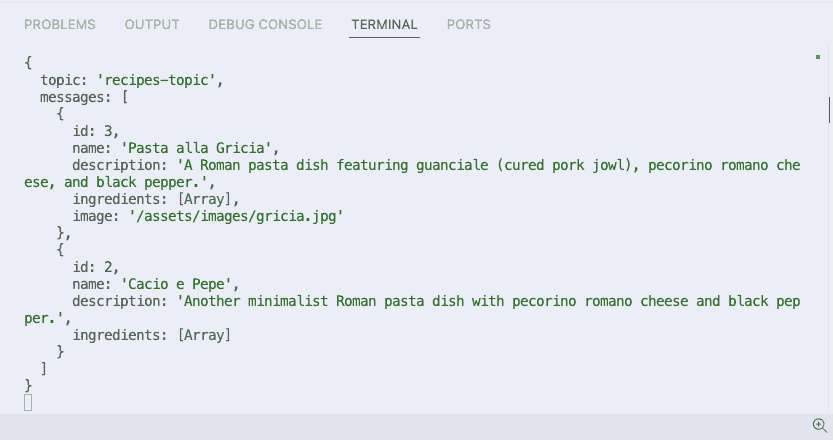 PROBLEMS OUTPUT DEBUG CONSOLE TERMINAL PORTS
{
  topic: 'recipes-topic',
  messages: [
    {
      id: 3,
      name: 'Pasta alla Gricia',
      description: 'A Roman pasta dish featuring guanciale (cured pork jowl), pecorino romano che
ese, and black pepper.',
      ingredients: [Array],
      image: '/assets/images/gricia.jpg'
    },
    {
      id: 2,
      name: 'Cacio e Pepe',
      description: 'Another minimalist Roman pasta dish with pecorino romano cheese and black pep
per.',
      ingredients: [Array]
    }
  ]
}